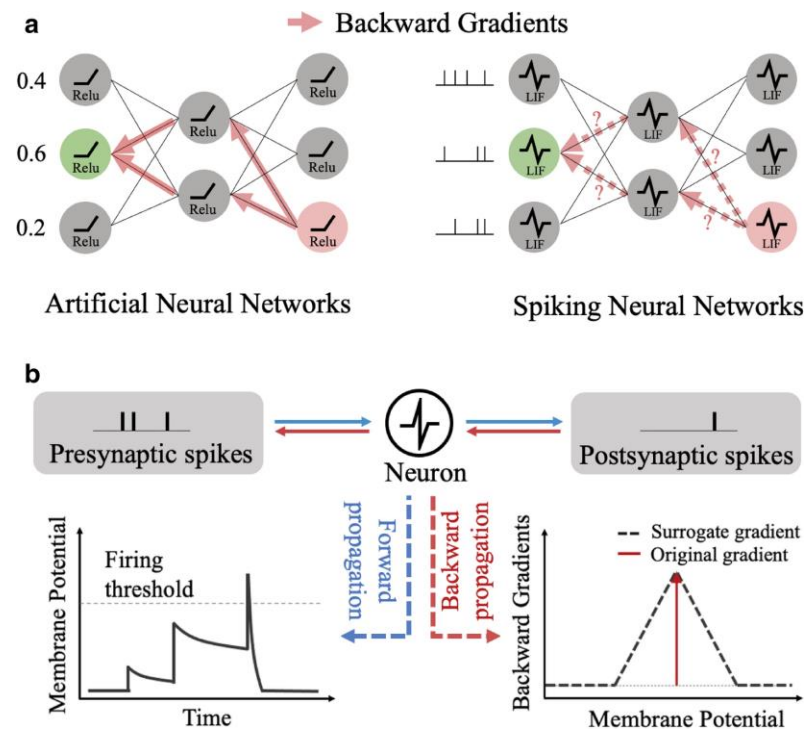 a
Backward Gradients
0.4
Relu
Relu
Relu
0.6
Relu
Relu
Relu
0.2
Relu
Relu
Artificial Neural Networks
LIF
LIF
LIF
?
?
LIF
?
LIF
LIF
?
LIF
LIF
Spiking Neural Networks
b
Presynaptic spikes
Neuron
Postsynaptic spikes
Forward
propagation
Backward
propagation
Membrane Potential
Firing
threshold
Time
Backward Gradients
Surrogate gradient
Original gradient
Membrane Potential